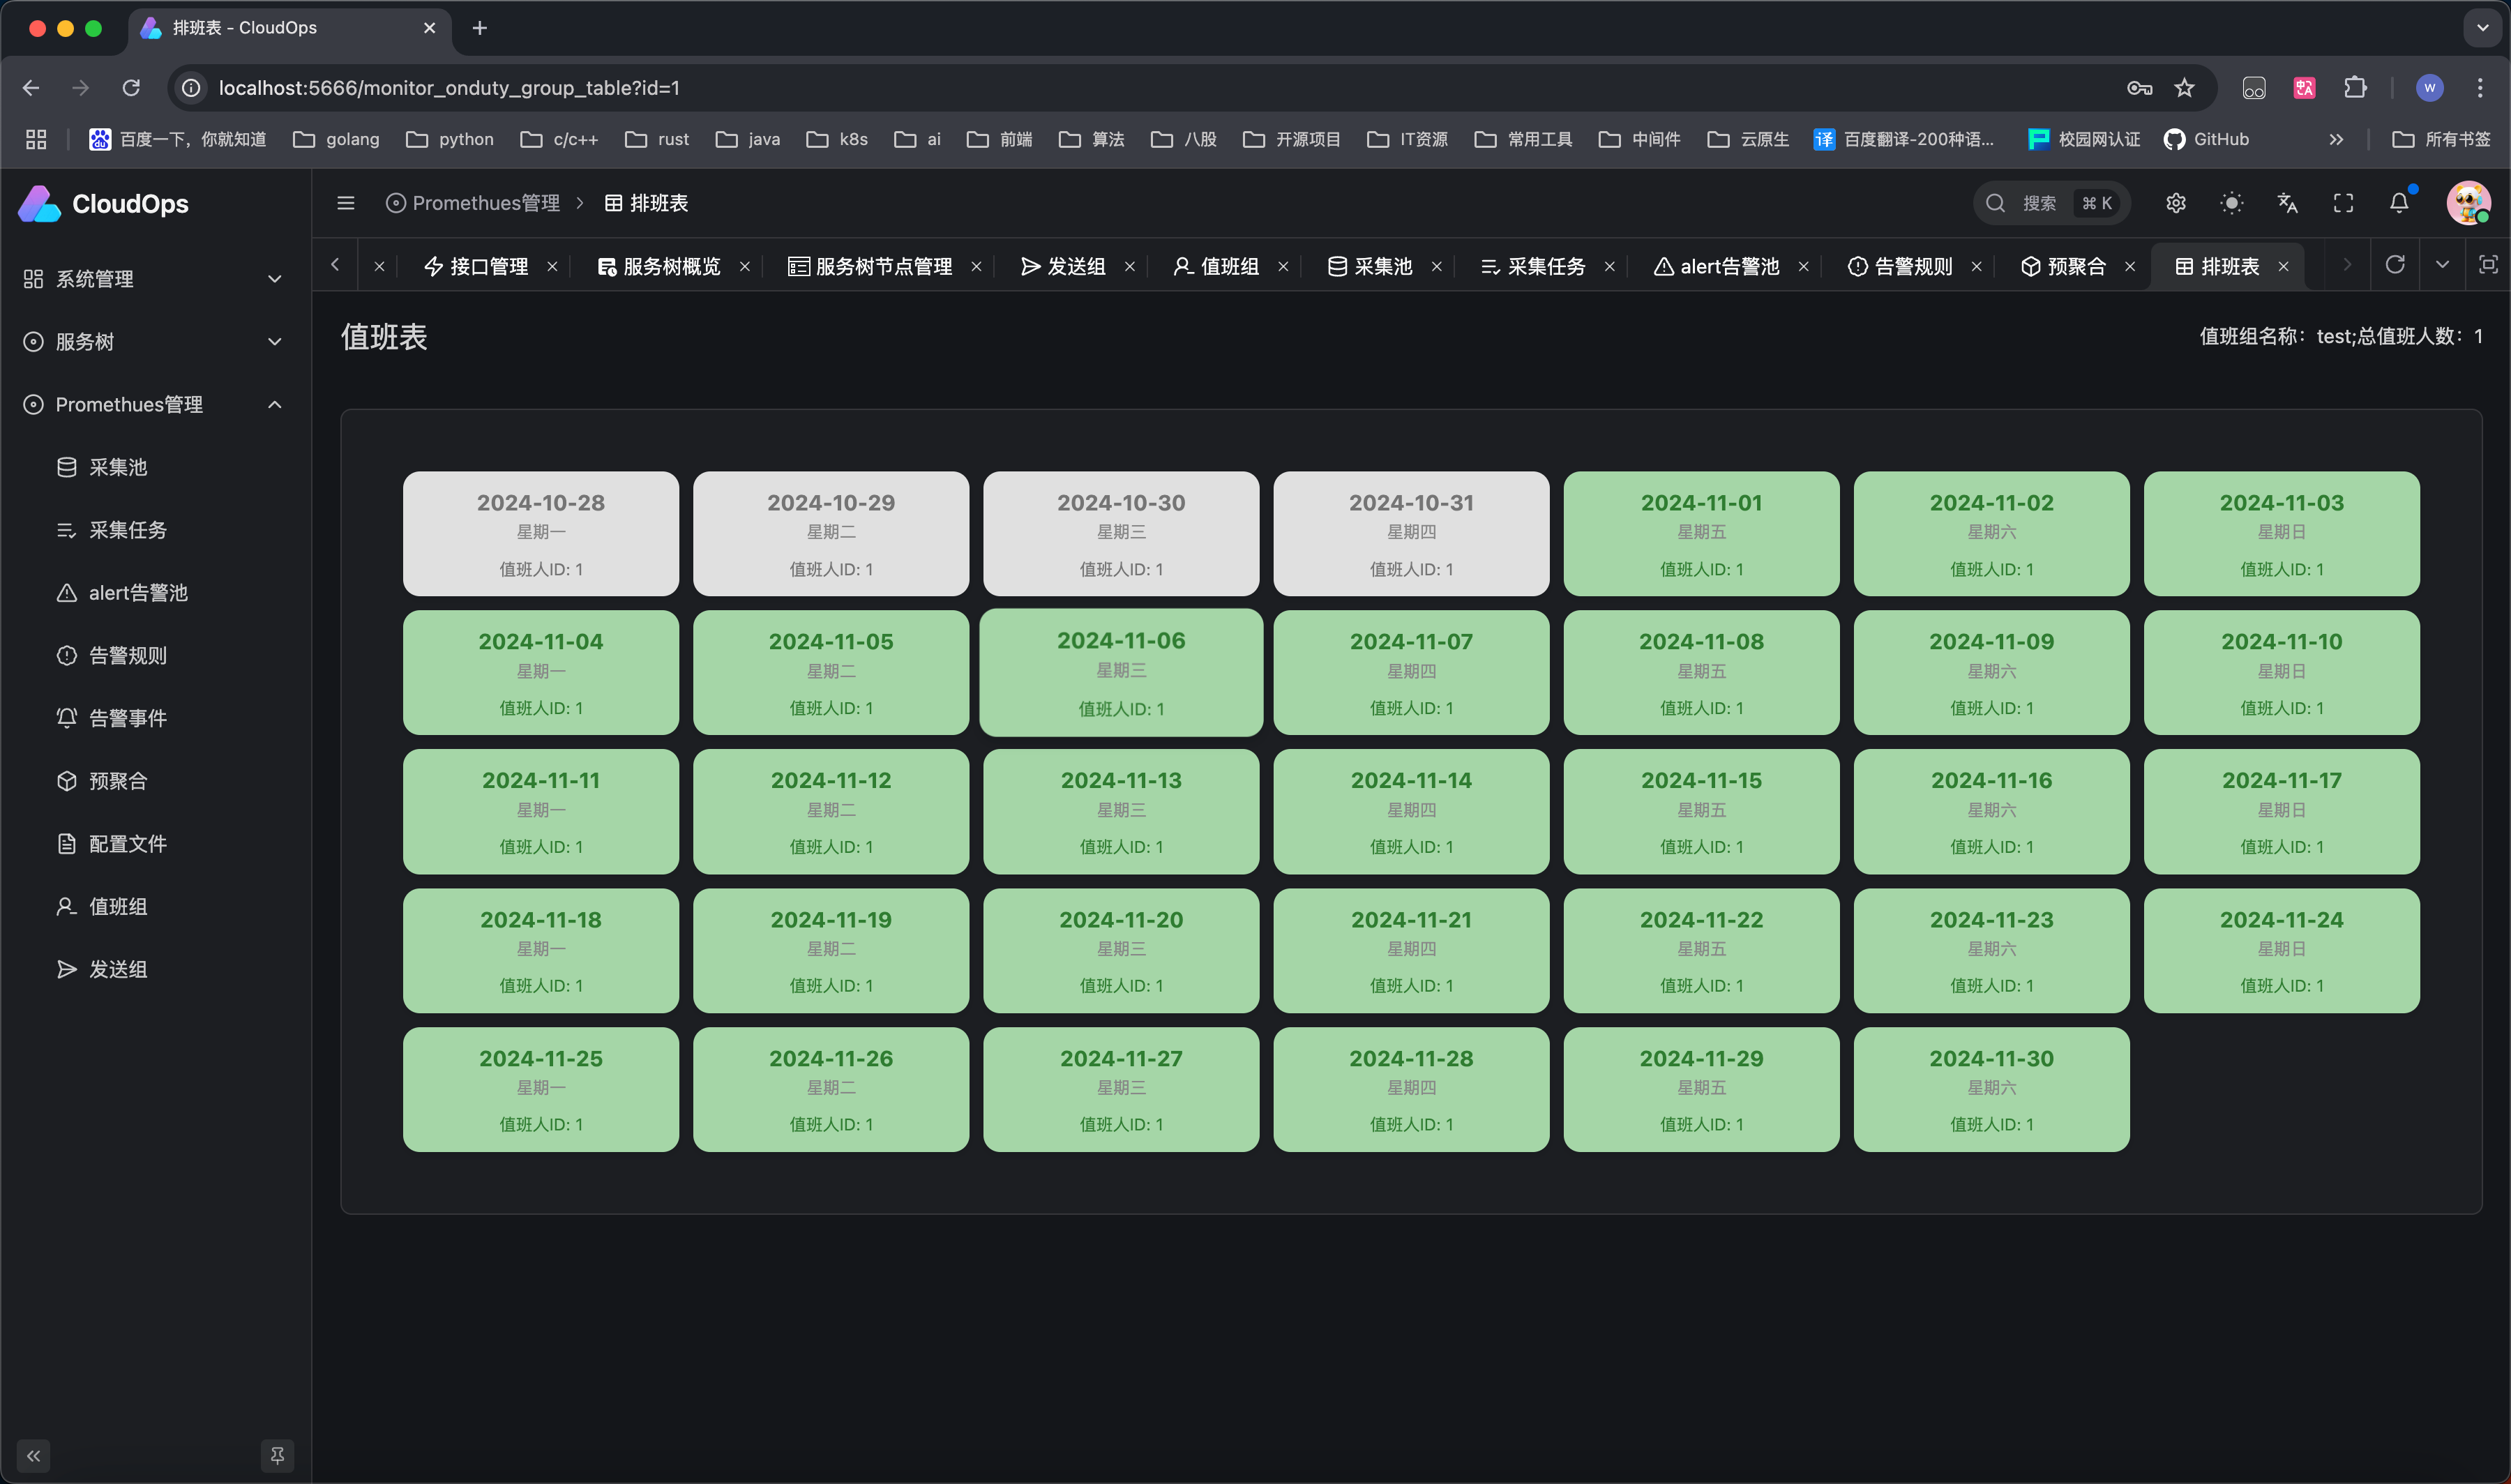 排班表 - CloudOps
localhost:5666/monitor_onduty_group_table?id=1
W
百度一下，你就知道 golang python c/c++ rust java k8s ai 前端 算法 八股 开源项目 IT资源 常用工具 中间件 云原生 译 百度翻译-200种语... 校园网认证 GitHub 所有书签
CloudOps
Promethues管理 > 排班表
搜索 ⌘ K
接口管理 服务树概览 服务树节点管理 发送组 值班组 采集池 采集任务 alert告警池 告警规则 预聚合 排班表
系统管理
服务树
Promethues管理
采集池
采集任务
alert告警池
告警规则
告警事件
预聚合
配置文件
值班组
发送组
值班表
值班组名称：test;总值班人数：1
2024-10-28 2024-10-29 2024-10-30 2024-10-31 2024-11-01 2024-11-02 2024-11-03
星期一 星期二 星期三 星期四 星期五 星期六 星期日
值班人ID: 1 值班人ID: 1 值班人ID: 1 值班人ID: 1 值班人ID: 1 值班人ID: 1 值班人ID: 1
2024-11-04 2024-11-05 2024-11-06 2024-11-07 2024-11-08 2024-11-09 2024-11-10
星期一 星期二 星期三 星期四 星期五 星期六 星期日
值班人ID: 1 值班人ID: 1 值班人ID: 1 值班人ID: 1 值班人ID: 1 值班人ID: 1 值班人ID: 1
2024-11-11 2024-11-12 2024-11-13 2024-11-14 2024-11-15 2024-11-16 2024-11-17
星期一 星期二 星期三 星期四 星期五 星期六 星期日
值班人ID: 1 值班人ID: 1 值班人ID: 1 值班人ID: 1 值班人ID: 1 值班人ID: 1 值班人ID: 1
2024-11-18 2024-11-19 2024-11-20 2024-11-21 2024-11-22 2024-11-23 2024-11-24
星期一 星期二 星期三 星期四 星期五 星期六 星期日
值班人ID: 1 值班人ID: 1 值班人ID: 1 值班人ID: 1 值班人ID: 1 值班人ID: 1 值班人ID: 1
2024-11-25 2024-11-26 2024-11-27 2024-11-28 2024-11-29 2024-11-30
星期一 星期二 星期三 星期四 星期五 星期六
值班人ID: 1 值班人ID: 1 值班人ID: 1 值班人ID: 1 值班人ID: 1 值班人ID: 1